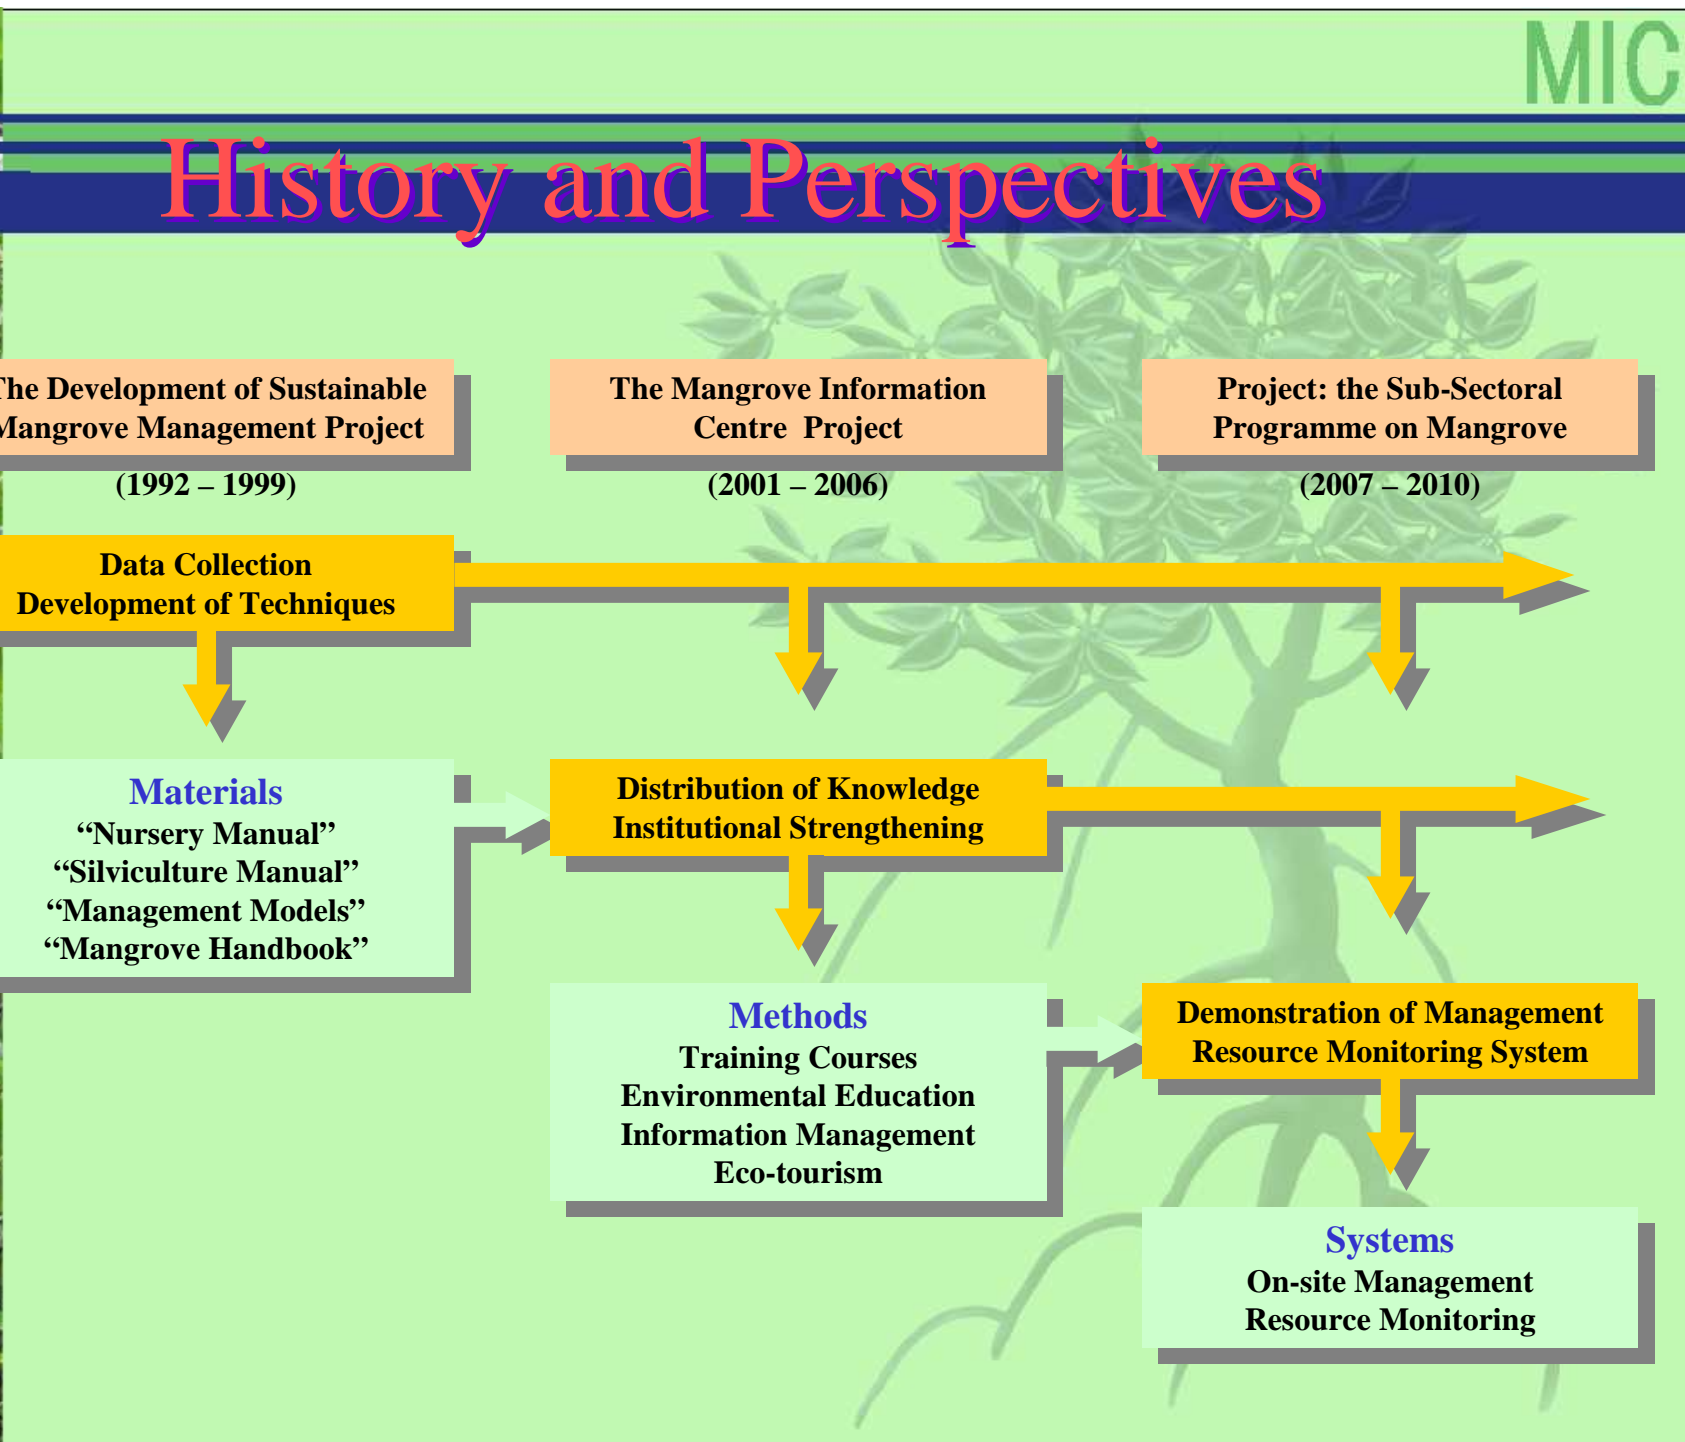 MIC
History and Perspectives
The Development of Sustainable
Mangrove Management Project
(1992 – 1999)
The Mangrove Information
Centre Project
(2001 – 2006)
Project: the Sub-Sectoral
Programme on Mangrove
(2007 – 2010)
Data Collection
Development of Techniques
Materials
“Nursery Manual”
“Silviculture Manual”
“Management Models”
“Mangrove Handbook”
Distribution of Knowledge
Institutional Strengthening
Methods
Training Courses
Environmental Education
Information Management
Eco-tourism
Demonstration of Management
Resource Monitoring System
Systems
On-site Management
Resource Monitoring